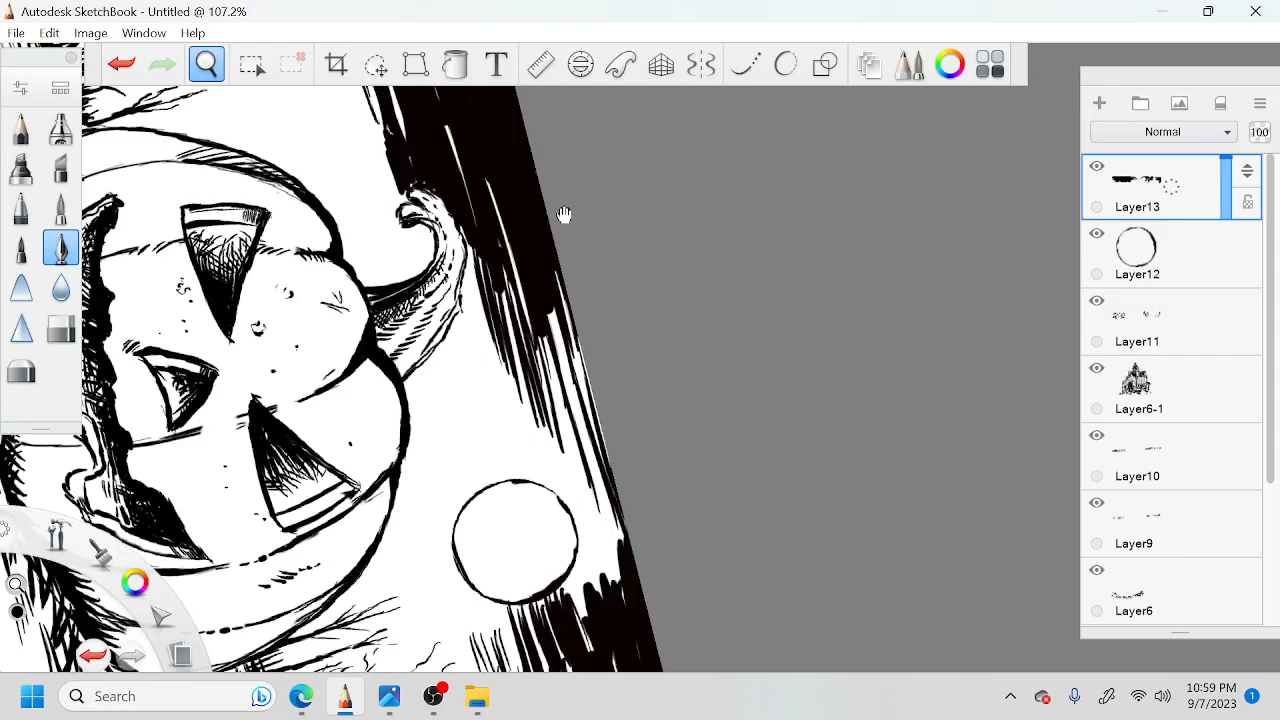 Autodesk SketchBook - Untitled @ 107.2%
File Edit Image Window Help
T
Normal
100
Layer13
Layer12
Layer11
Layer6-1
Layer10
Layer9
Layer6
Search
10:59 PM
9/7/2023
1